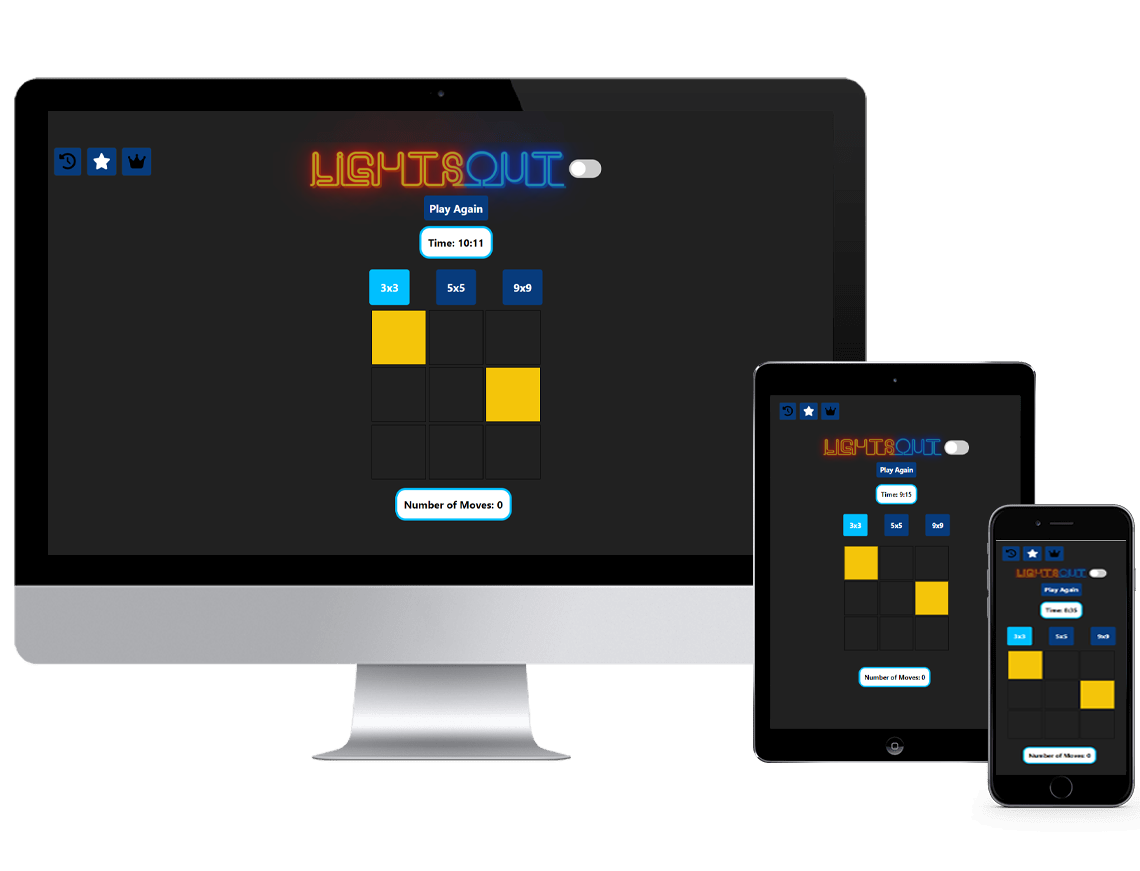 LIGHTSOUT
Play Again
Time: 10:11
3x3 5x5 9x9
Number of Moves: 0
LIGHTSOUT
Play Again
Time: 9:15
3x3 5x5 9x9
Number of Moves: 0
LIGHTSOUT
Play Again
Time: 8:35
3x3 5x5 9x9
Number of Moves: 0